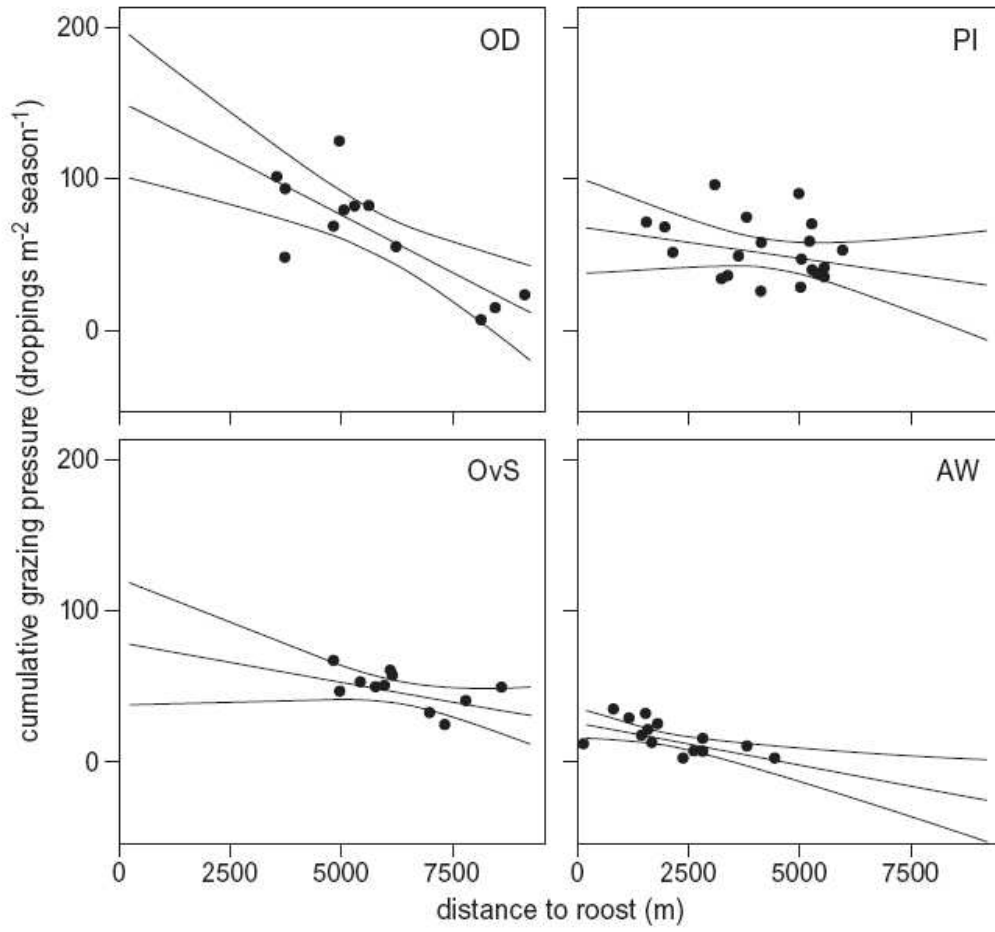 200
OD
PI
100
0
200
OvS
AW
100
0
0
2500
5000
7500
0
2500
5000
7500
cumulative grazing pressure (droppings m-2 season-1)
distance to roost (m)